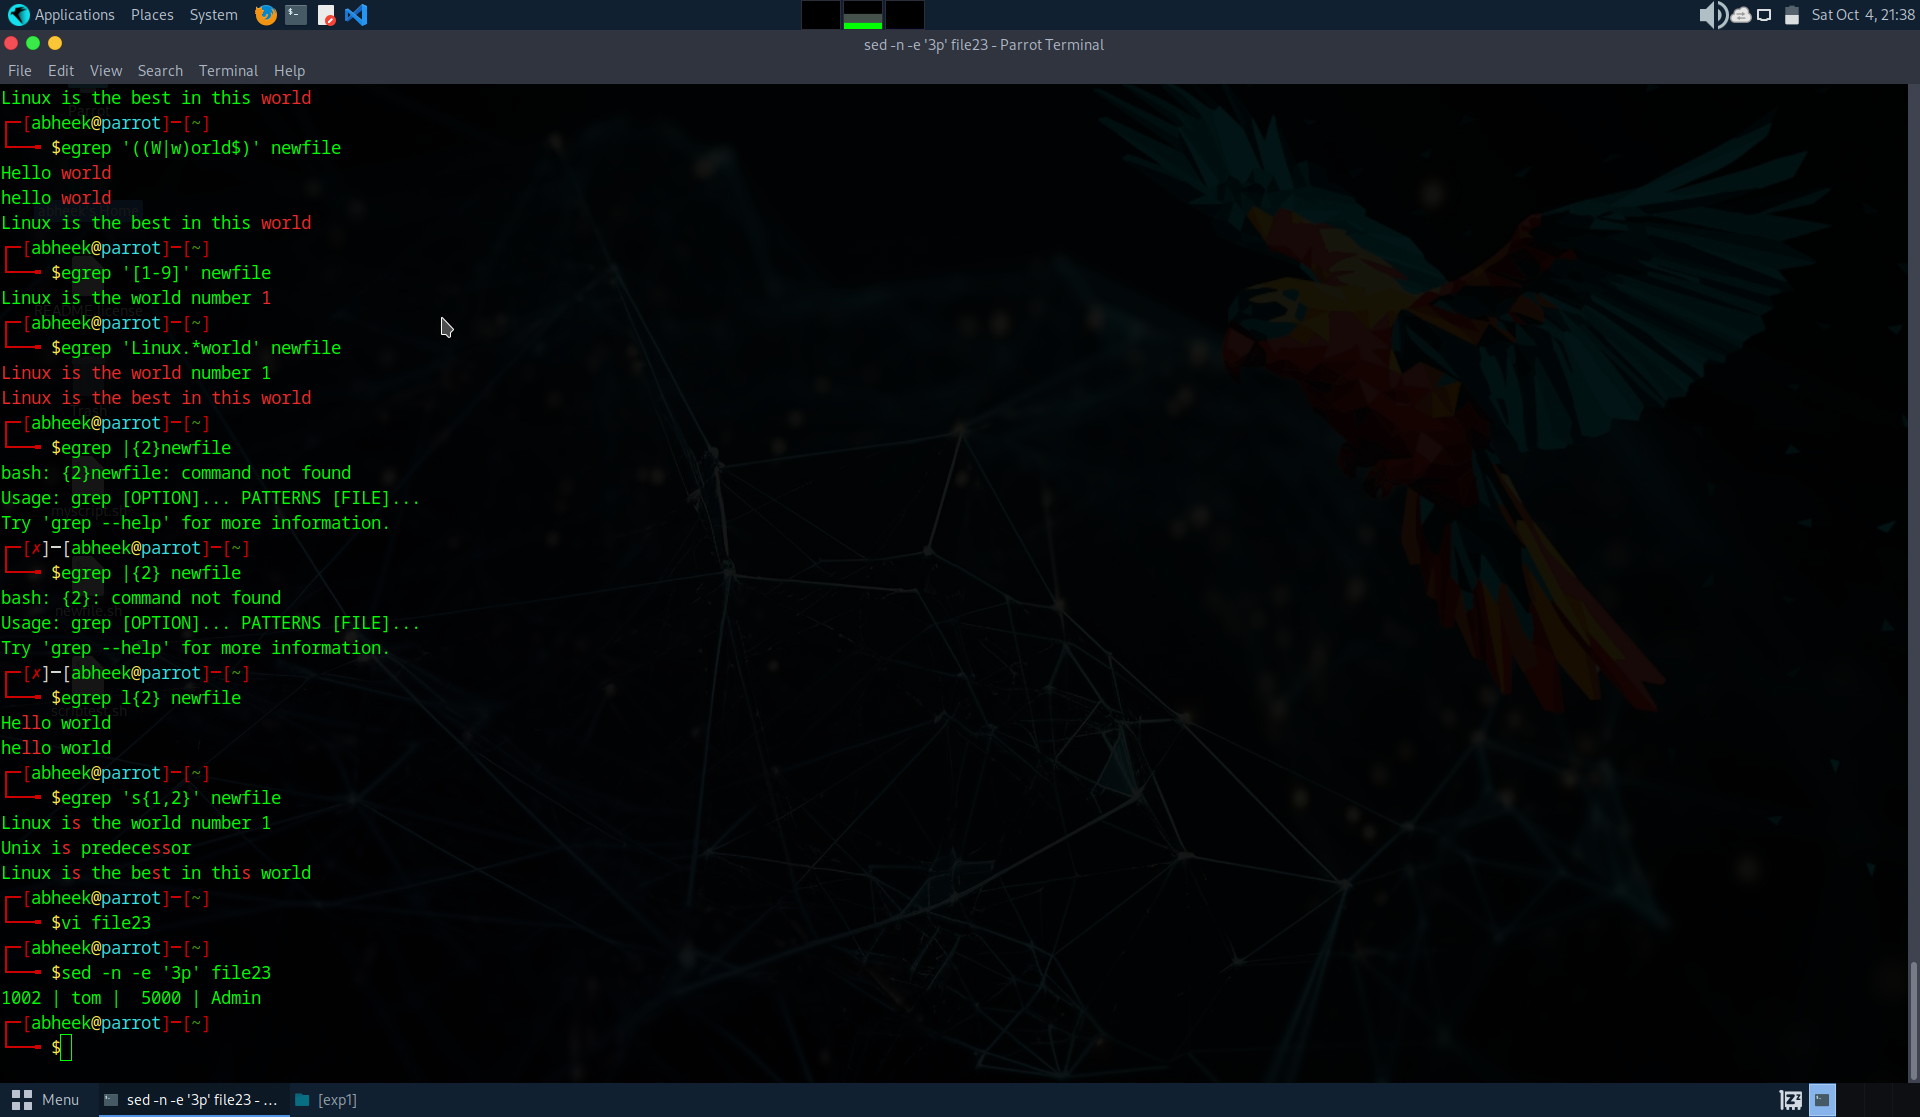 Applications Places System Sat Oct 4, 21:38
sed -n -e '3p' file23 - Parrot Terminal
File Edit View Search Terminal Help
Linux is the best in this world
┌─[abheek@parrot]─[~]
└──╼ $egrep '((W|w)orld$)' newfile
Hello world
hello world
Linux is the best in this world
┌─[abheek@parrot]─[~]
└──╼ $egrep '[1-9]' newfile
Linux is the world number 1
┌─[abheek@parrot]─[~]
└──╼ $egrep 'Linux.*world' newfile
Linux is the world number 1
Linux is the best in this world
┌─[abheek@parrot]─[~]
└──╼ $egrep |{2}newfile
bash: {2}newfile: command not found
Usage: grep [OPTION]... PATTERNS [FILE]...
Try 'grep --help' for more information.
┌─[✗]─[abheek@parrot]─[~]
└──╼ $egrep |{2} newfile
bash: {2}: command not found
Usage: grep [OPTION]... PATTERNS [FILE]...
Try 'grep --help' for more information.
┌─[✗]─[abheek@parrot]─[~]
└──╼ $egrep l{2} newfile
Hello world
hello world
┌─[abheek@parrot]─[~]
└──╼ $egrep 's{1,2}' newfile
Linux is the world number 1
Unix is predecessor
Linux is the best in this world
┌─[abheek@parrot]─[~]
└──╼ $vi file23
┌─[abheek@parrot]─[~]
└──╼ $sed -n -e '3p' file23
1002 | tom |  5000 | Admin
┌─[abheek@parrot]─[~]
└──╼ $
Menu sed -n -e '3p' file23 - ... [exp1]